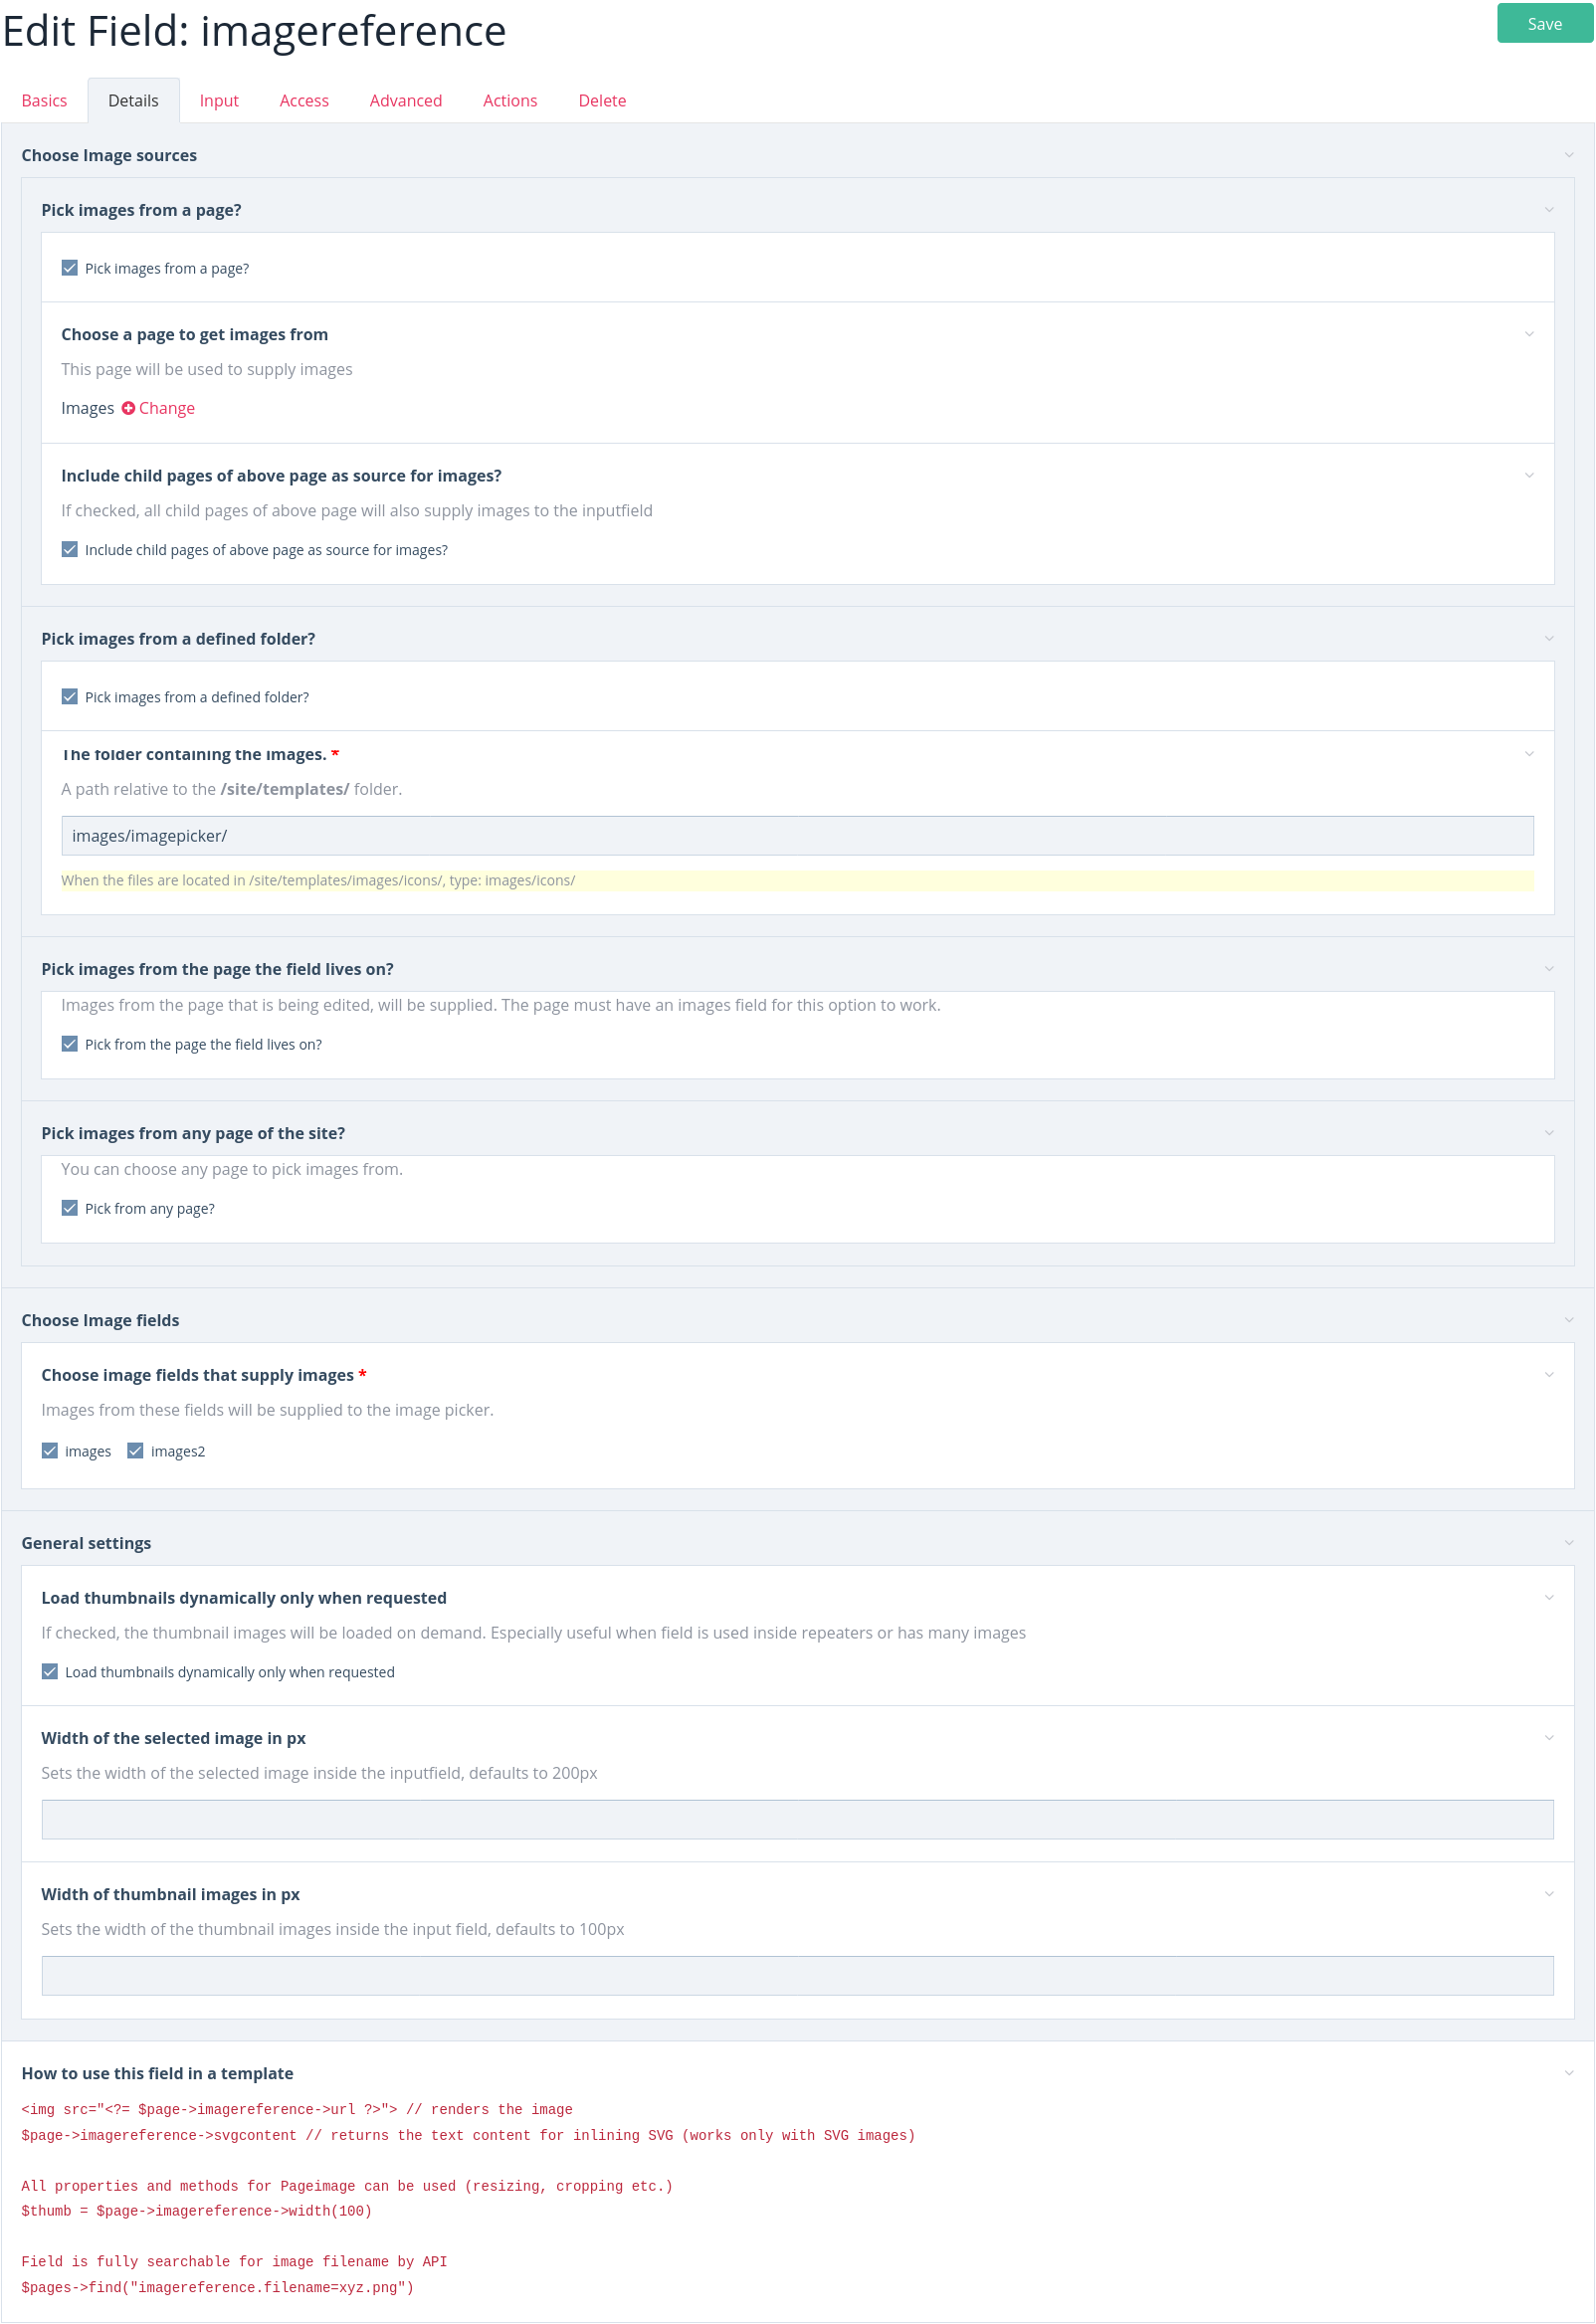 Edit Field: imagereference
Save
Basics Details Input Access Advanced Actions Delete
Choose Image sources
Pick images from a page?
Pick images from a page?
Choose a page to get images from
This page will be used to supply images
Images Change
Include child pages of above page as source for images?
If checked, all child pages of above page will also supply images to the inputfield
Include child pages of above page as source for images?
Pick images from a defined folder?
Pick images from a defined folder?
The folder containing the images. *
A path relative to the /site/templates/ folder.
images/imagepicker/
When the files are located in /site/templates/images/icons/, type: images/icons/
Pick images from the page the field lives on?
Images from the page that is being edited, will be supplied. The page must have an images field for this option to work.
Pick from the page the field lives on?
Pick images from any page of the site?
You can choose any page to pick images from.
Pick from any page?
Choose Image fields
Choose image fields that supply images *
Images from these fields will be supplied to the image picker.
images images2
General settings
Load thumbnails dynamically only when requested
If checked, the thumbnail images will be loaded on demand. Especially useful when field is used inside repeaters or has many images
Load thumbnails dynamically only when requested
Width of the selected image in px
Sets the width of the selected image inside the inputfield, defaults to 200px
Width of thumbnail images in px
Sets the width of the thumbnail images inside the input field, defaults to 100px
How to use this field in a template
<img src="<?= $page->imagereference->url ?>"> // renders the image
$page->imagereference->svgcontent // returns the text content for inlining SVG (works only with SVG images)
All properties and methods for Pageimage can be used (resizing, cropping etc.)
$thumb = $page->imagereference->width(100)
Field is fully searchable for image filename by API
$pages->find("imagereference.filename=xyz.png")